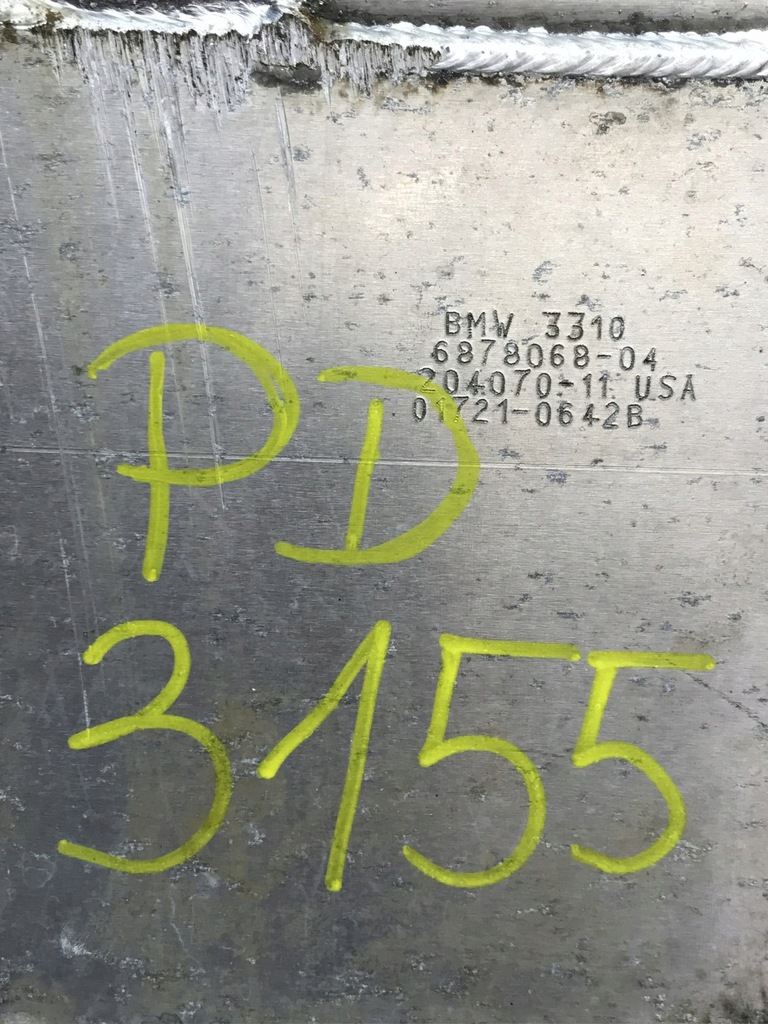 BMW 3310
6878068-04
204070-11 USA
01721-0642B
PD
3155